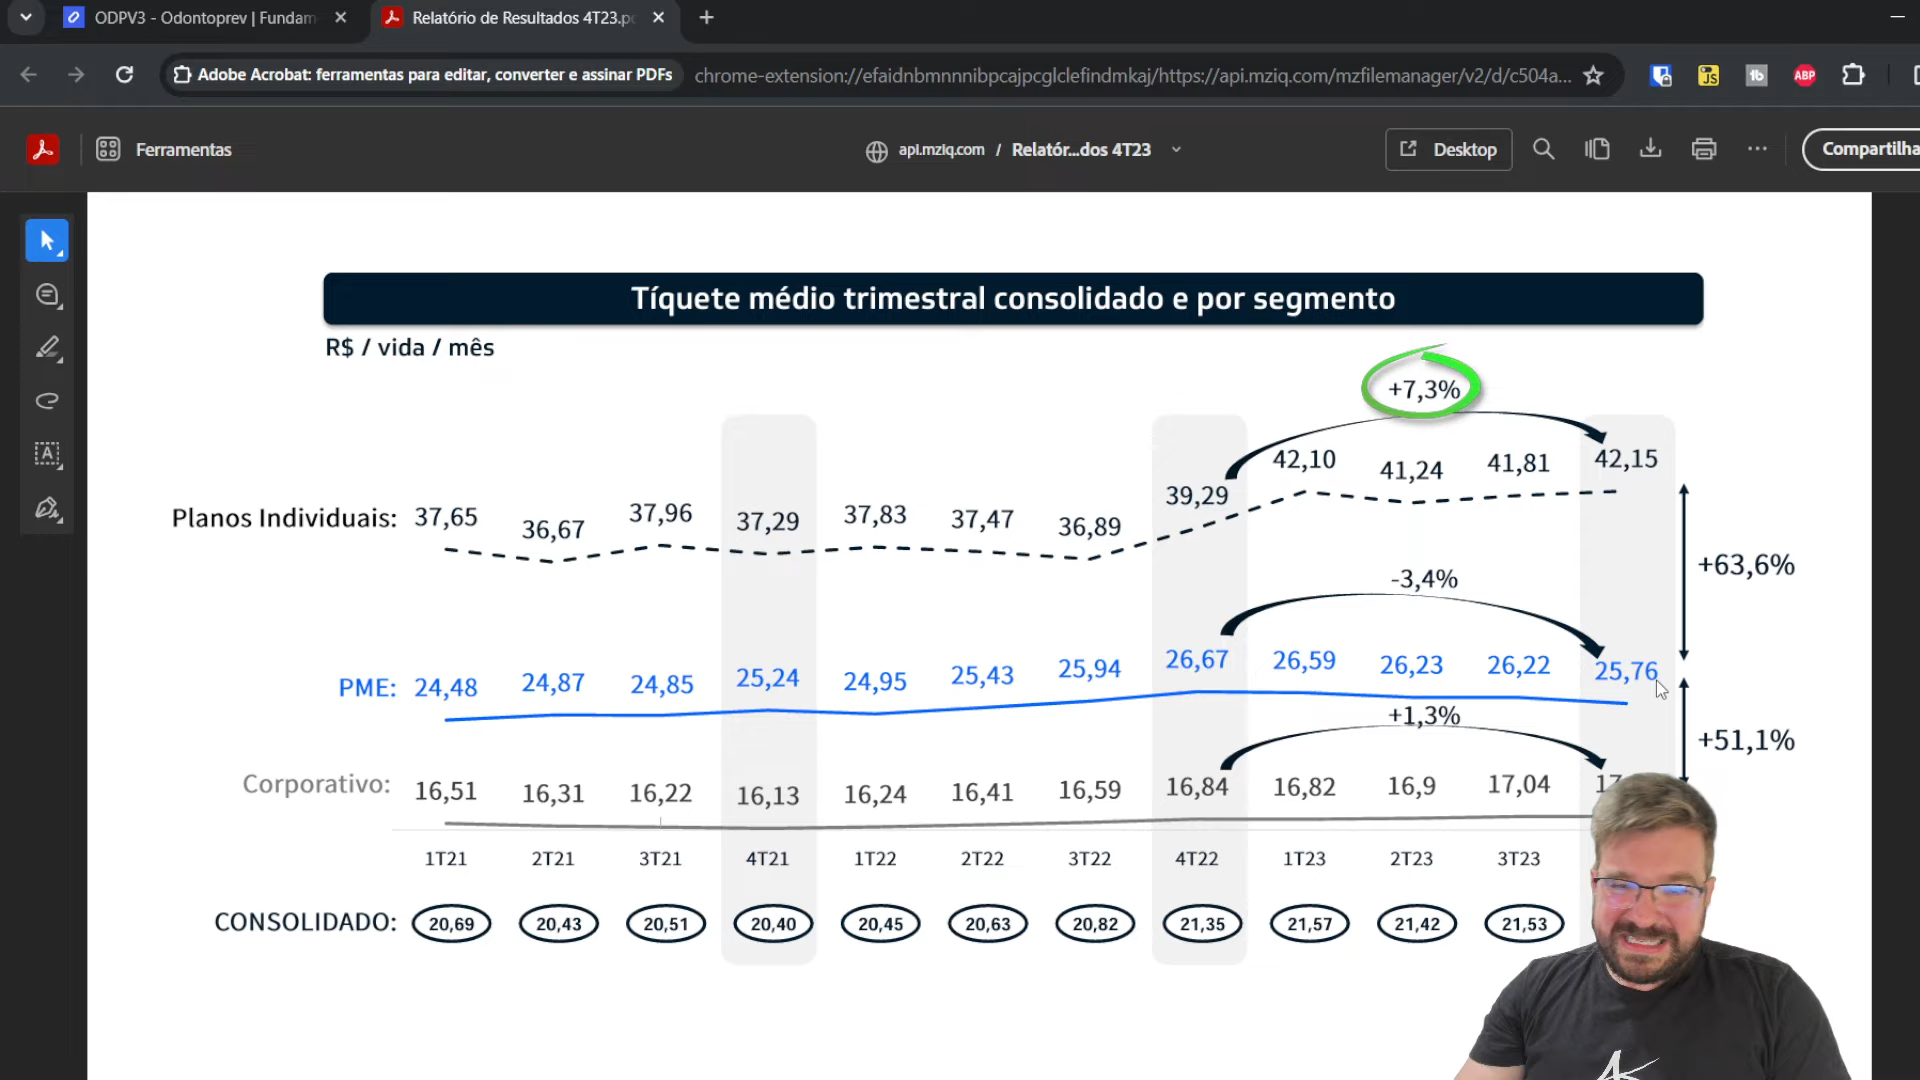 ODPV3 - Odontoprev | Fundam
Relatório de Resultados 4T23.p
Adobe Acrobat: ferramentas para editar, converter e assinar PDFs
chrome-extension://efaidnbmnnnibpcajpcglclefindmkaj/https://api.mziq.com/mzfilemanager/v2/d/c504a...
JS
tb
ABP
Ferramentas
api.mziq.com / Relatór...dos 4T23
Desktop
Compartilha
Tíquete médio trimestral consolidado e por segmento
R$ / vida / mês
+7,3%
Planos Individuais: 37,65 36,67 37,96 37,29 37,83 37,47 36,89 39,29 42,10 41,24 41,81 42,15
+63,6%
-3,4%
PME: 24,48 24,87 24,85 25,24 24,95 25,43 25,94 26,67 26,59 26,23 26,22 25,76
+1,3%
+51,1%
Corporativo: 16,51 16,31 16,22 16,13 16,24 16,41 16,59 16,84 16,82 16,9 17,04
1T21 2T21 3T21 4T21 1T22 2T22 3T22 4T22 1T23 2T23 3T23
CONSOLIDADO: 20,69 20,43 20,51 20,40 20,45 20,63 20,82 21,35 21,57 21,42 21,53